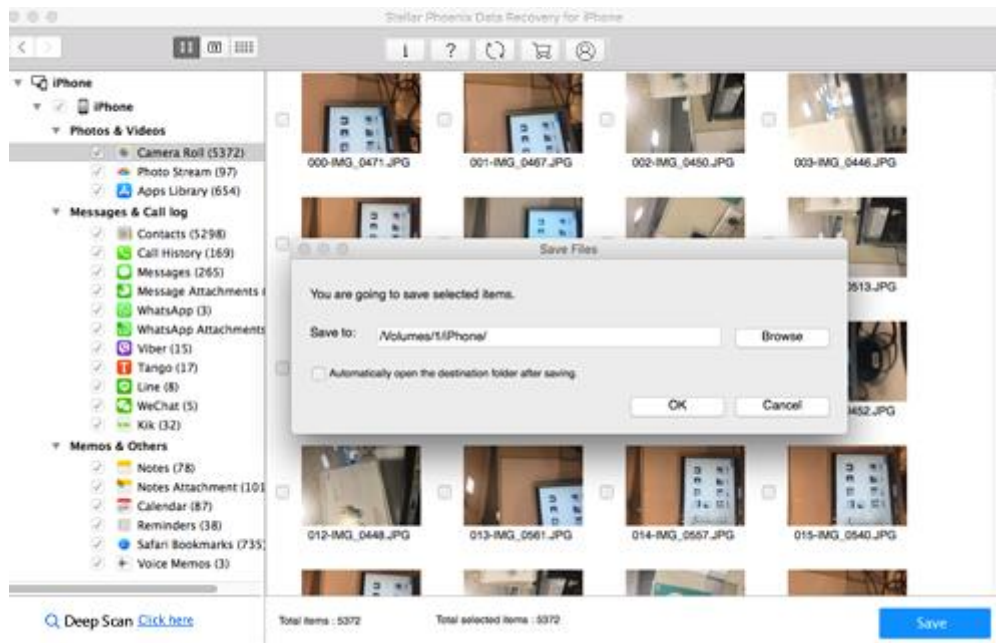 Stellar Phoenix Data Recovery for iPhone
iPhone
iPhone
Photos & Videos
Camera Roll (5372)
Photo Stream (97)
Apps Library (654)
Messages & Call log
Contacts (5298)
Call History (169)
Messages (265)
Message Attachments
WhatsApp (3)
WhatsApp Attachments
Viber (15)
Tango (17)
Line (8)
WeChat (5)
Kik (32)
Memos & Others
Notes (78)
Notes Attachment (101
Calendar (87)
Reminders (38)
Safari Bookmarks (735
Voice Memos (3)
Deep Scan Click here
000-IMG_0471.JPG
001-IMG_0467.JPG
002-IMG_0450.JPG
003-IMG_0446.JPG
Save Files
You are going to save selected items.
Save to: /Volumes/1/iPhone/ Browse
Automatically open the destination folder after saving.
OK Cancel
0513.JPG
0452.JPG
012-IMG_0448.JPG
013-IMG_0561.JPG
014-IMG_0557.JPG
015-IMG_0540.JPG
Total items : 5372
Total selected items : 5372
Save